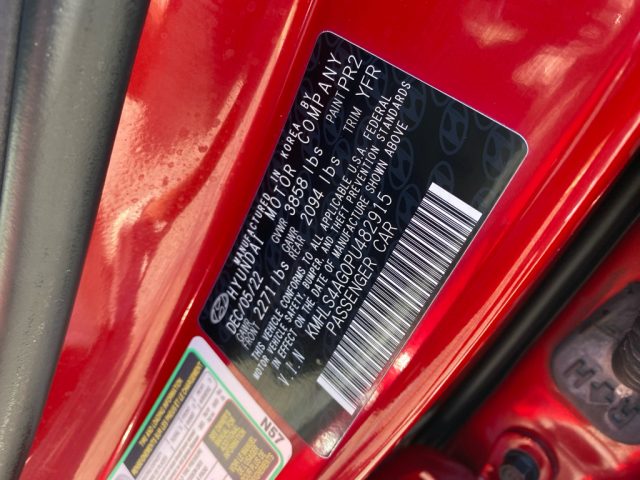 MANUFACTURED IN KOREA, BY
HYUNDAI MOTOR COMPANY
DEC/05/22 GVWR 3858 lbs PAINT PR2
GAWR FRONT 2271 lbs GAWR REAR 2094 lbs TRIM YFR
THIS VEHICLE CONFORMS TO ALL APPLICABLE U.S.A. FEDERAL
MOTOR VEHICLE SAFETY, BUMPER, AND THEFT PREVENTION STANDARDS
IN EFFECT ON THE DATE OF MANUFACTURE SHOWN ABOVE
V.I.N KMHLS4AG0PU482915
PASSENGER CAR
N57